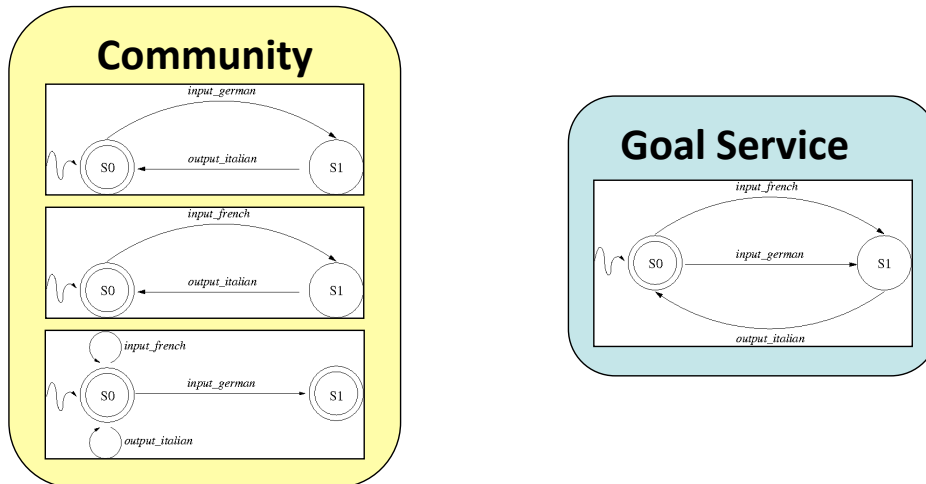 Community
input_german
S0
output_italian
S1
input_french
S0
output_italian
S1
input_french
S0
input_german
S1
output_italian
Goal Service
input_french
S0
input_german
S1
output_italian